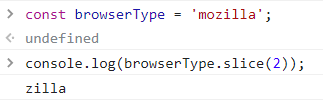 > const browserType = 'mozilla';
<· undefined
> console.log(browserType.slice(2));
zilla